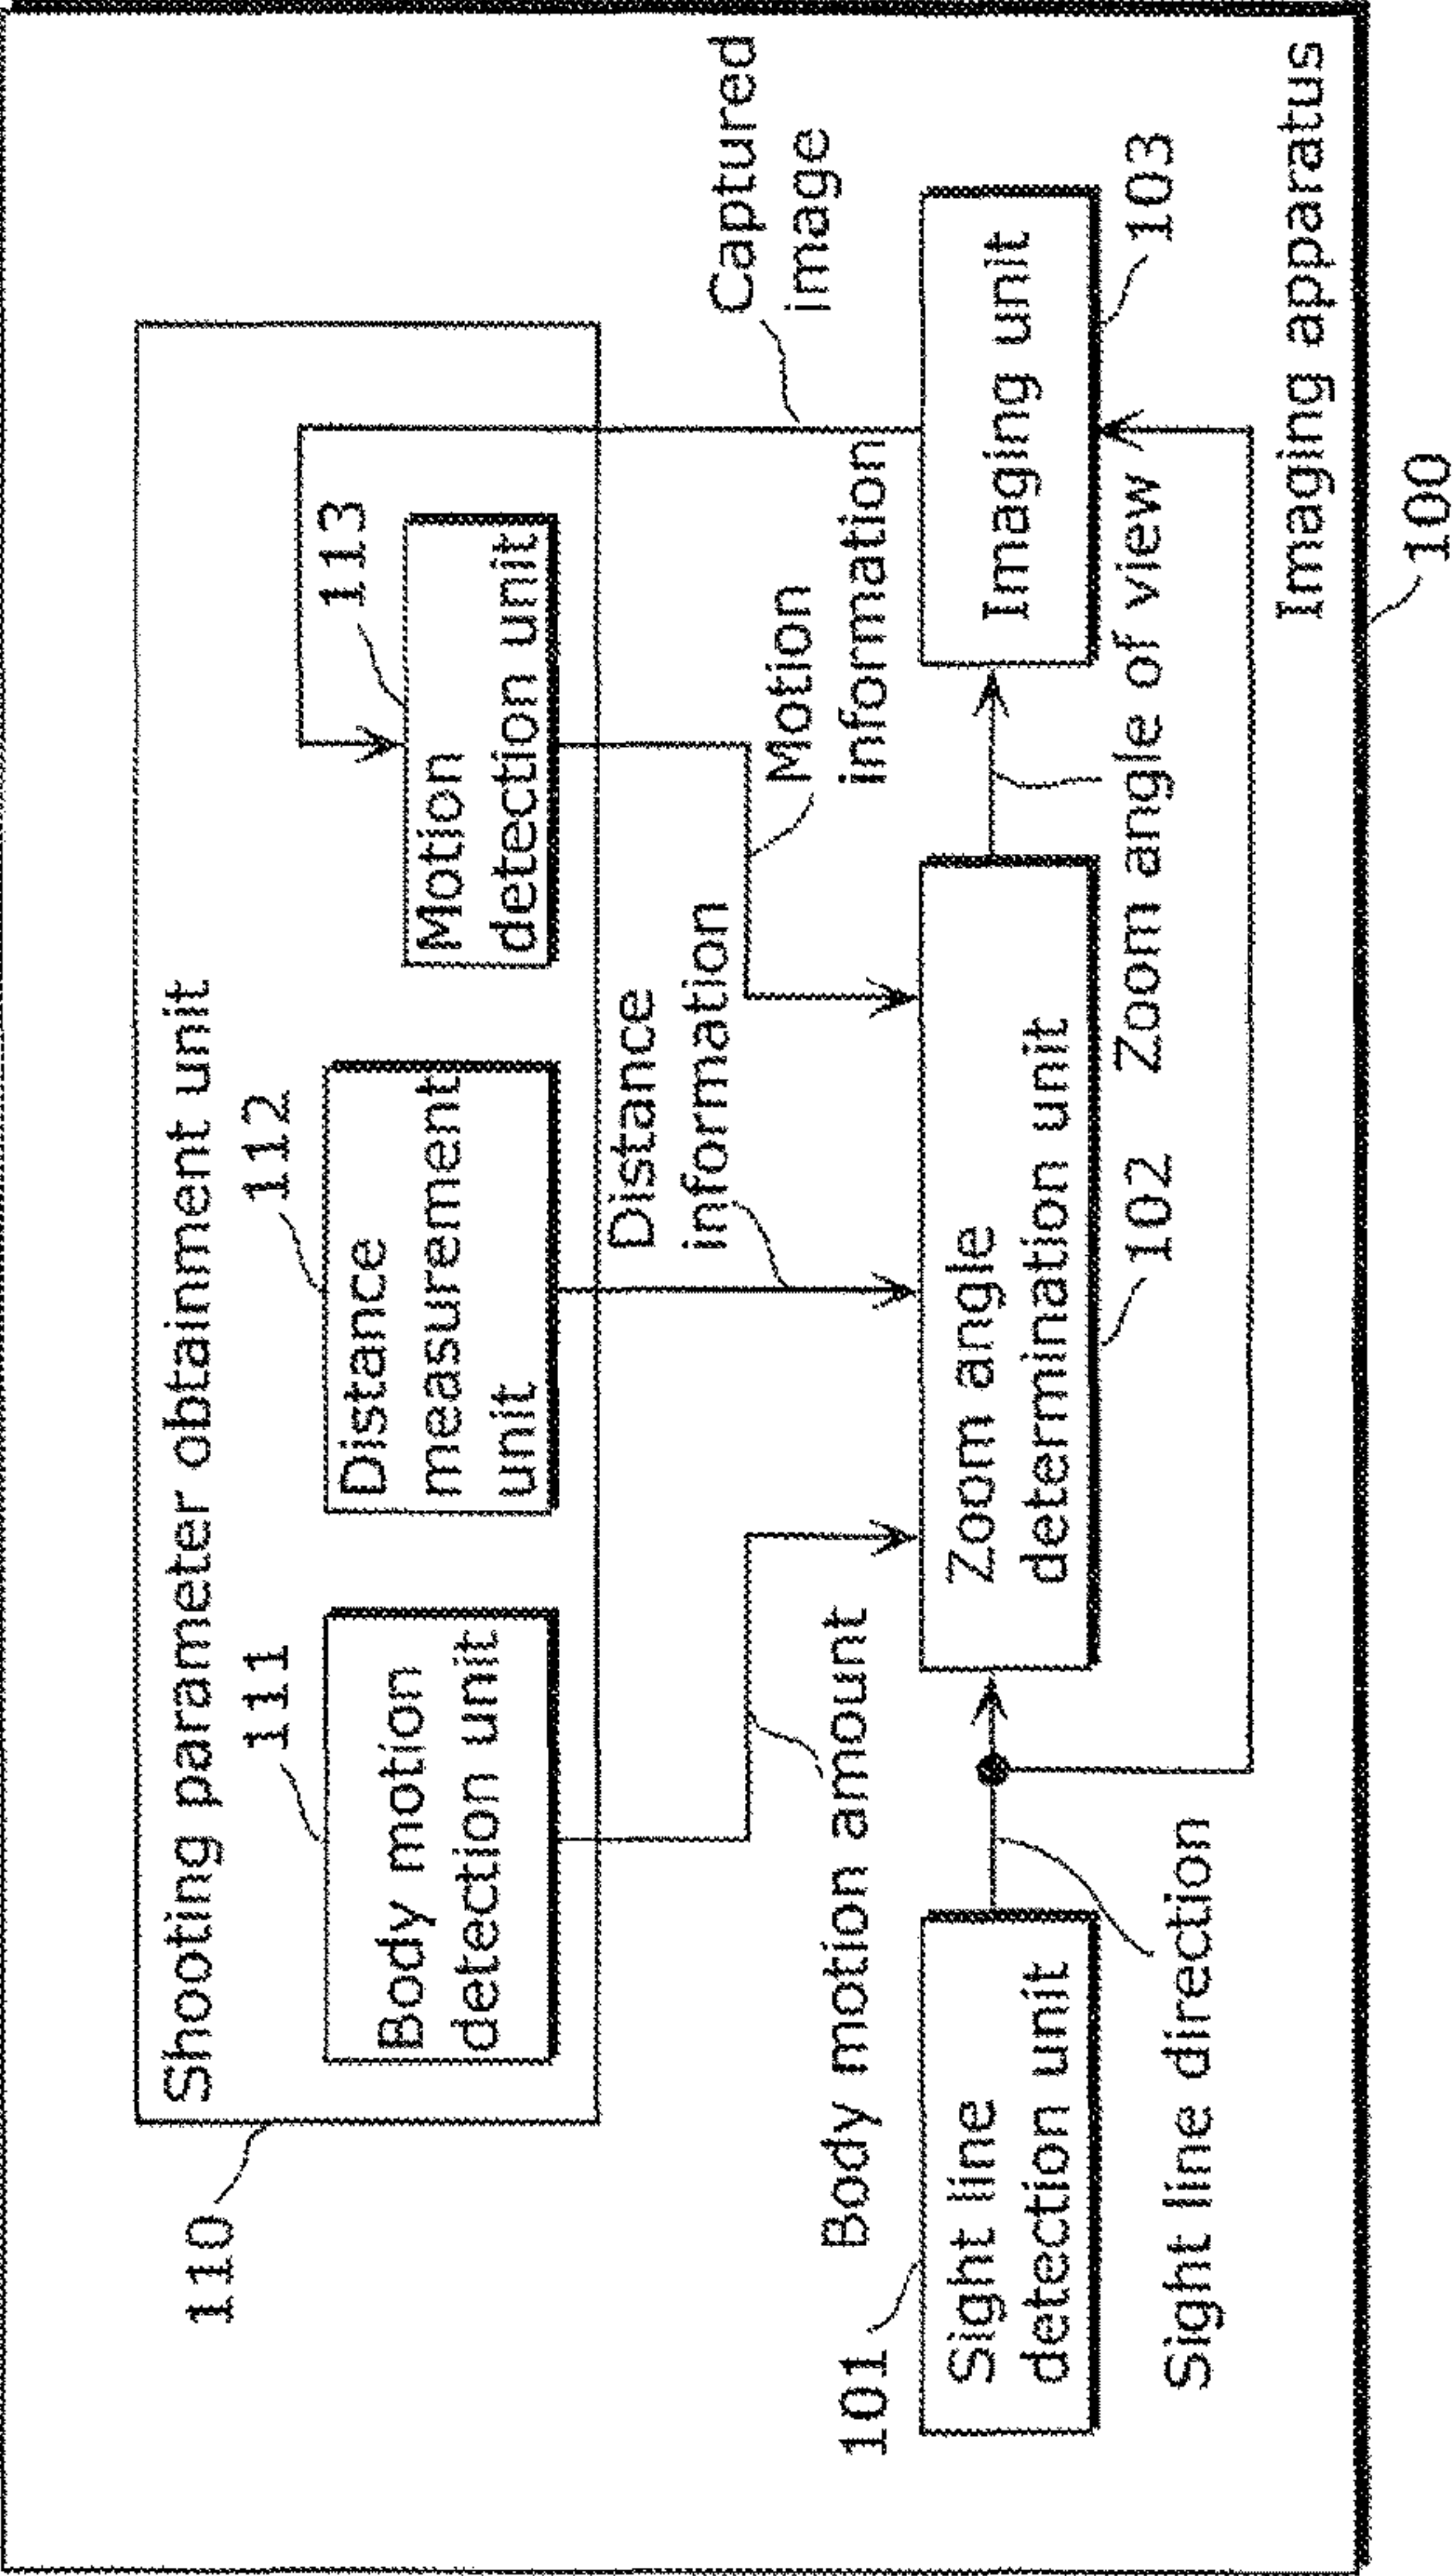 110
Shooting parameter obtainment unit
111
Body motion
detection unit
112
Distance
measurement
unit
113
Motion
detection unit
Body motion amount
Distance
information
Motion
information
Captured
image
101
Sight line
detection unit
Sight line direction
Zoom angle
determination unit
102
Zoom angle of view
Imaging unit
103
Imaging apparatus
100